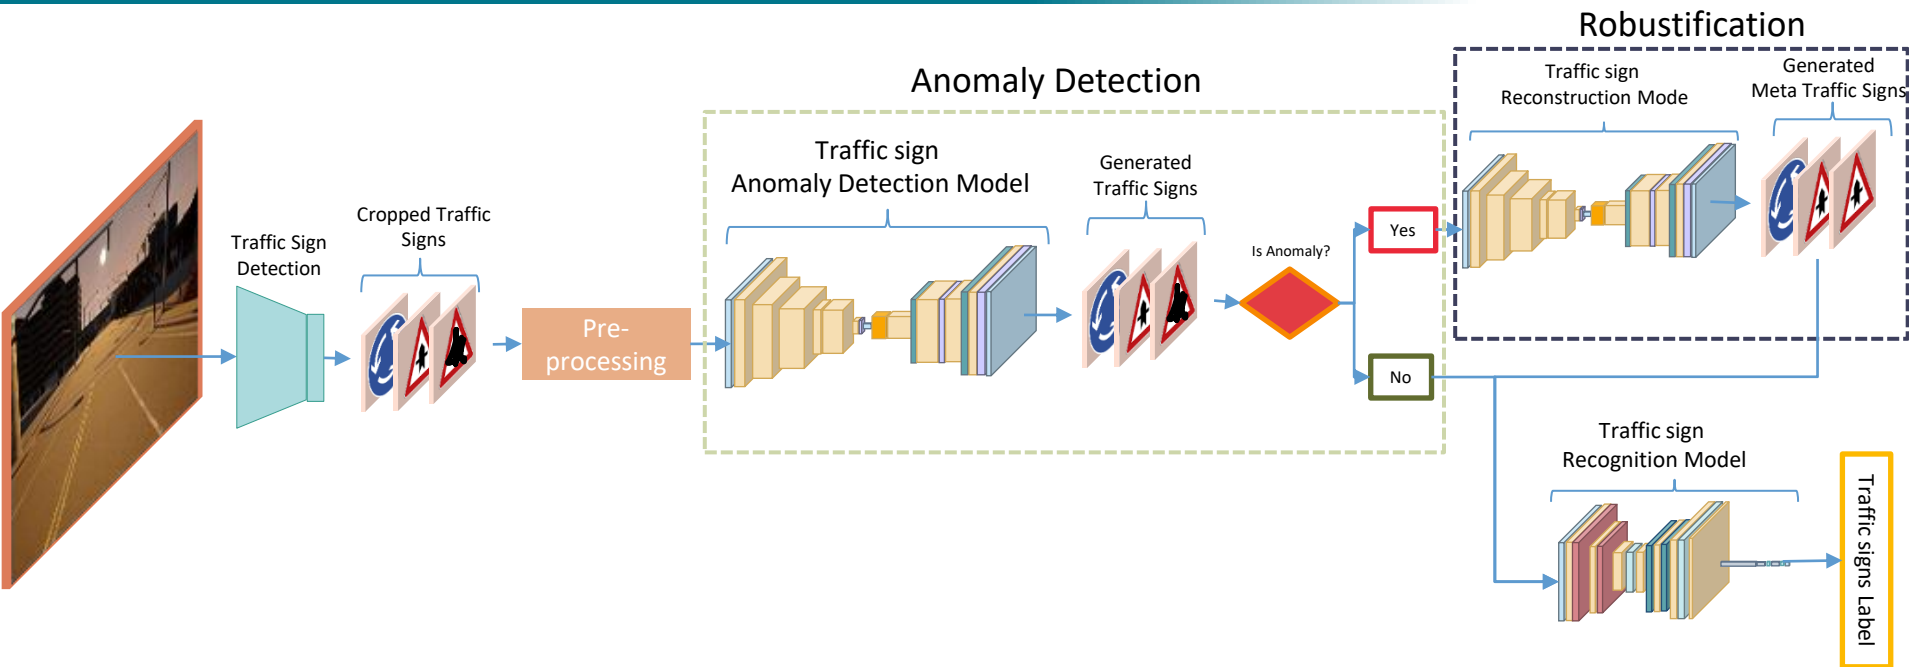 Robustification
Anomaly Detection
Traffic sign
Reconstruction Mode
Generated
Meta Traffic Signs
Traffic sign
Anomaly Detection Model
Generated
Traffic Signs
Cropped Traffic
Signs
Traffic Sign
Detection
Pre-
processing
Is Anomaly?
Yes
No
Traffic sign
Recognition Model
Traffic signs Label